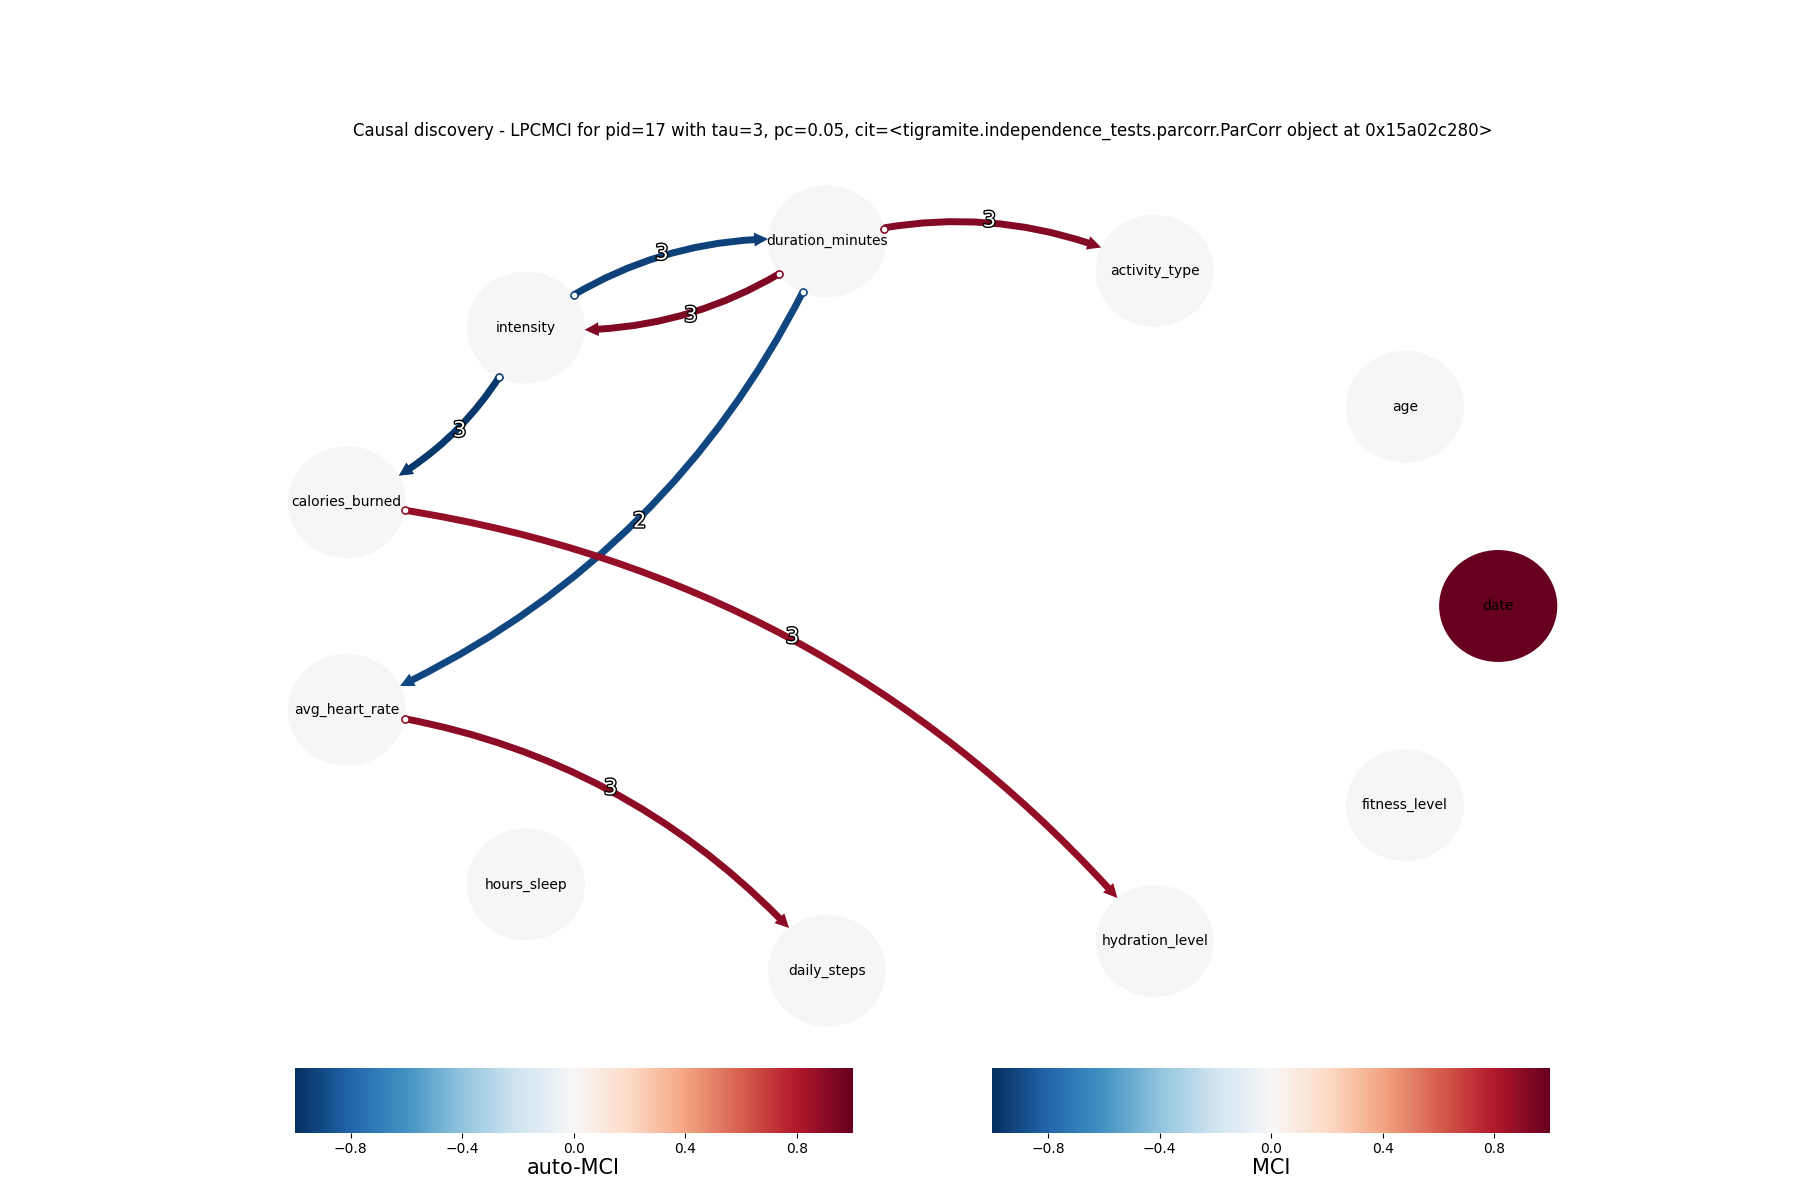 Causal discovery - LPCMCI for pid=17 with tau=3, pc=0.05, cit=<tigramite.independence_tests.parcorr.ParCorr object at 0x15a02c280>
3
duration_minutes
3
activity_type
3
intensity
age
3
calories_burned
2
date
3
avg_heart_rate
3
fitness_level
hours_sleep
hydration_level
daily_steps
−0.8 −0.4 0.0 0.4 0.8
auto-MCI
−0.8 −0.4 0.0 0.4 0.8
MCI